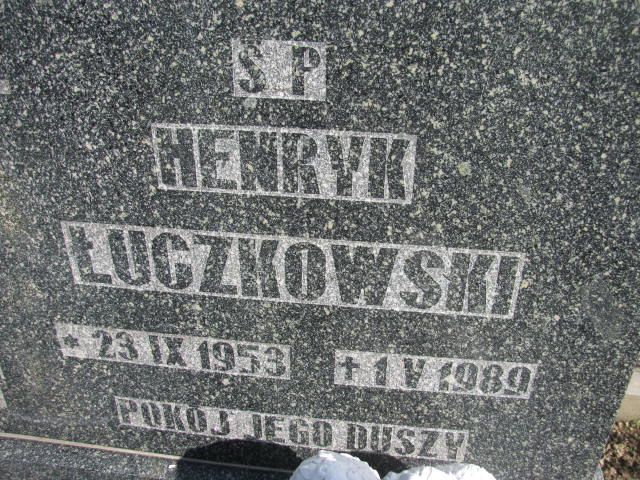 Ś P
HENRYK
ŁUCZKOWSKI
* 23 IX 1953 + 1 V 1989
POKÓJ JEGO DUSZY